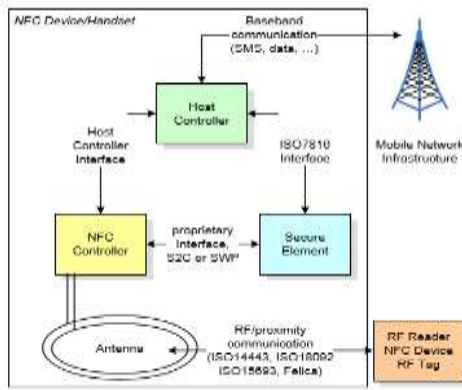 NFC Device/Handset
Baseband
communication
(SMS, data, ...)
Host
Controller
Mobile Network
Infrastructure
Host
Controller
Interface
ISO7816
Interface
NFC
Controller
proprietary
Interface,
S2C or SWP
Secure
Element
Antenna
RF/proximity
communication
(ISO14443, ISO18092
ISO15693, Felica)
RF Reader
NFC Device
RF Tag